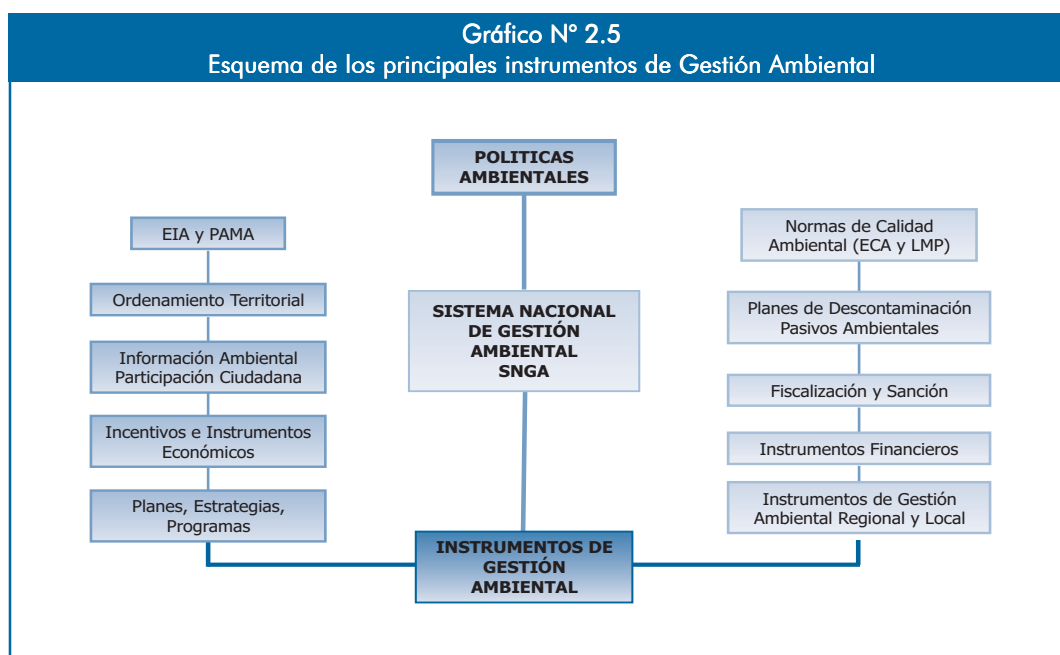 Gráfico N° 2.5
Esquema de los principales instrumentos de Gestión Ambiental
POLITICAS
AMBIENTALES
EIA y PAMA
Ordenamiento Territorial
Información Ambiental
Participación Ciudadana
Incentivos e Instrumentos
Económicos
Planes, Estrategias,
Programas
SISTEMA NACIONAL
DE GESTIÓN
AMBIENTAL
SNGA
Normas de Calidad
Ambiental (ECA y LMP)
Planes de Descontaminación
Pasivos Ambientales
Fiscalización y Sanción
Instrumentos Financieros
Instrumentos de Gestión
Ambiental Regional y Local
INSTRUMENTOS DE
GESTIÓN
AMBIENTAL